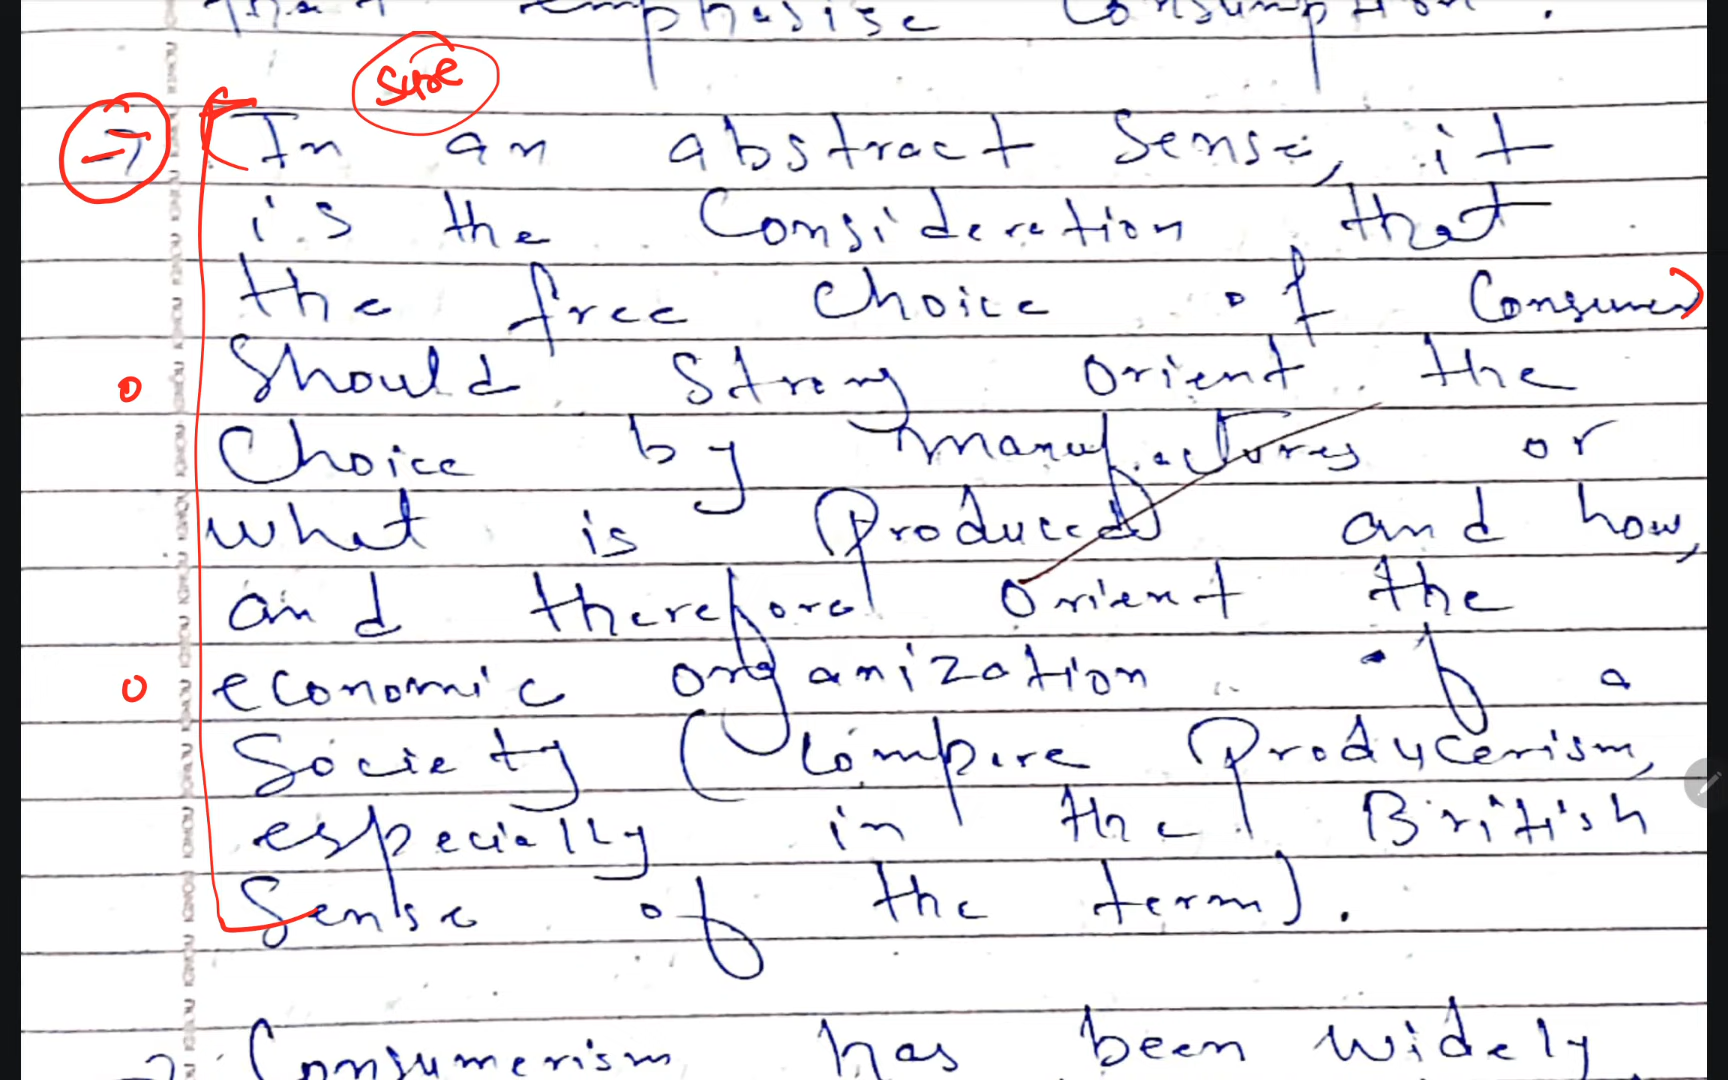 that emphasise consumption.
Sure
→ In an abstract Sense, it
is the Consideration that
the free choice of Consumers
Should Strong orient the
Choice by manufactures or
what is Produced and how,
and therefore orient the
economic organization of a
Society (Compare Producerism,
especially in the British
Sense of the term).
→ Consumerism has been widely